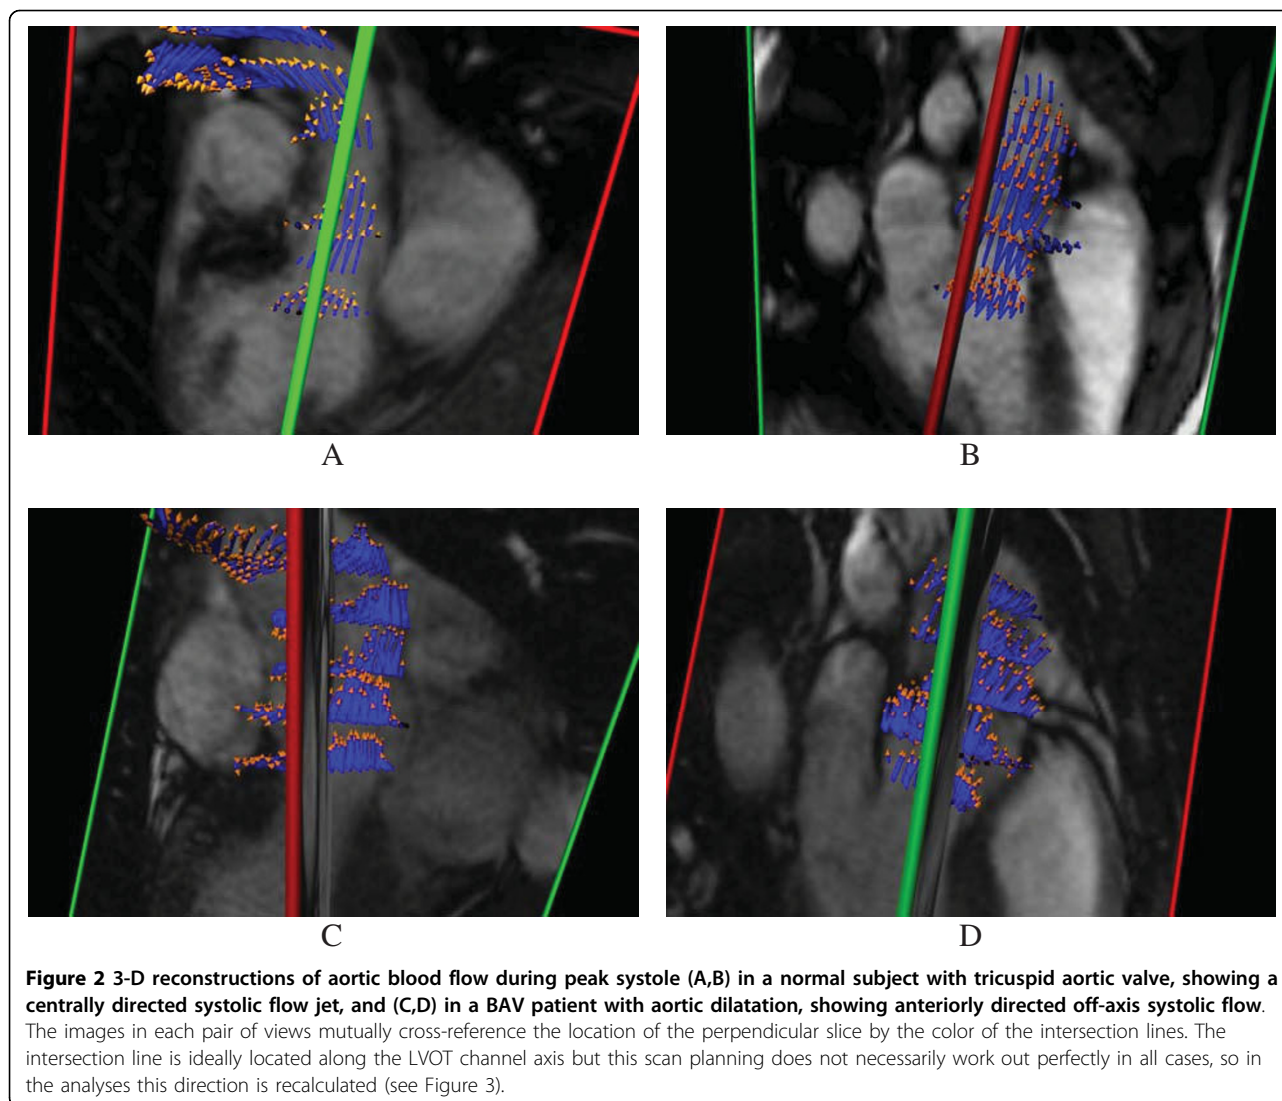 A
B
C
D
Figure 2 3-D reconstructions of aortic blood flow during peak systole (A,B) in a normal subject with tricuspid aortic valve, showing a
centrally directed systolic flow jet, and (C,D) in a BAV patient with aortic dilatation, showing anteriorly directed off-axis systolic flow.
The images in each pair of views mutually cross-reference the location of the perpendicular slice by the color of the intersection lines. The
intersection line is ideally located along the LVOT channel axis but this scan planning does not necessarily work out perfectly in all cases, so in
the analyses this direction is recalculated (see Figure 3).